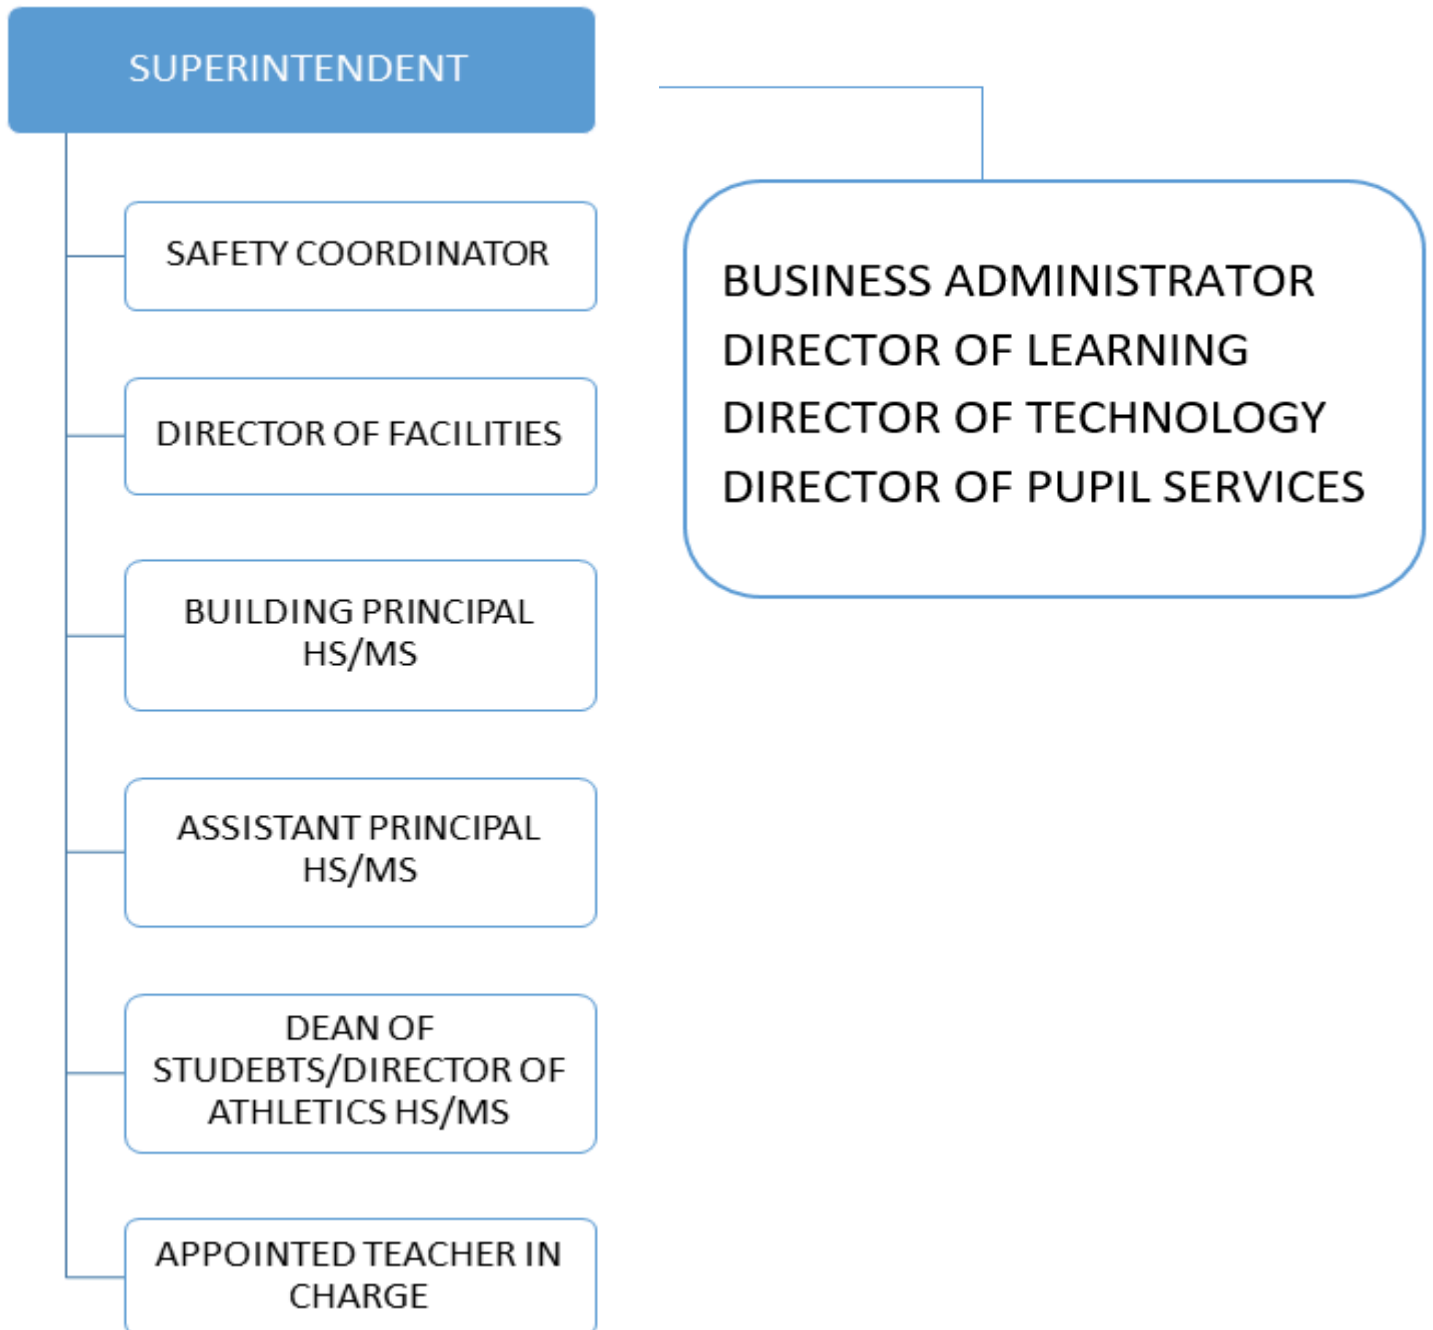 SUPERINTENDENT
SAFETY COORDINATOR
DIRECTOR OF FACILITIES
BUILDING PRINCIPAL
HS/MS
ASSISTANT PRINCIPAL
HS/MS
DEAN OF
STUDEBTS/DIRECTOR OF
ATHLETICS HS/MS
APPOINTED TEACHER IN
CHARGE
BUSINESS ADMINISTRATOR
DIRECTOR OF LEARNING
DIRECTOR OF TECHNOLOGY
DIRECTOR OF PUPIL SERVICES